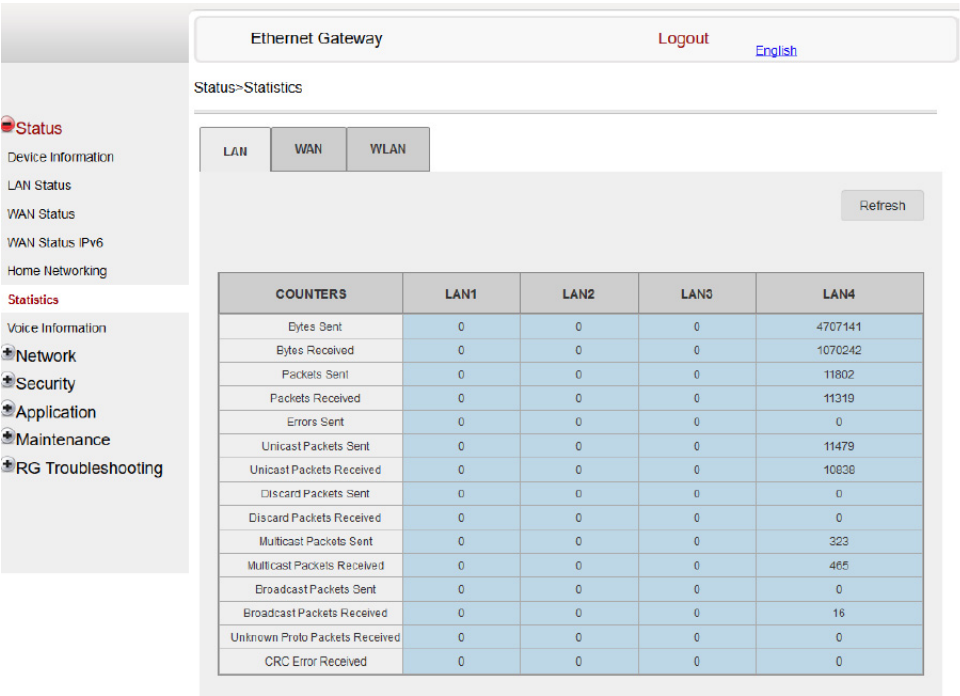 Ethernet Gateway Logout English
Status>Statistics
Status
Device Information
LAN Status
WAN Status
WAN Status IPv6
Home Networking
Statistics
Voice Information
Network
Security
Application
Maintenance
RG Troubleshooting
LAN WAN WLAN
Refresh
COUNTERS LAN1 LAN2 LAN3 LAN4
Bytes Sent 0 0 0 4707141
Bytes Received 0 0 0 1070242
Packets Sent 0 0 0 11802
Packets Received 0 0 0 11319
Errors Sent 0 0 0 0
Unicast Packets Sent 0 0 0 11479
Unicast Packets Received 0 0 0 10838
Discard Packets Sent 0 0 0 0
Discard Packets Received 0 0 0 0
Multicast Packets Sent 0 0 0 323
Multicast Packets Received 0 0 0 465
Broadcast Packets Sent 0 0 0 0
Broadcast Packets Received 0 0 0 16
Unknown Proto Packets Received 0 0 0 0
CRC Error Received 0 0 0 0